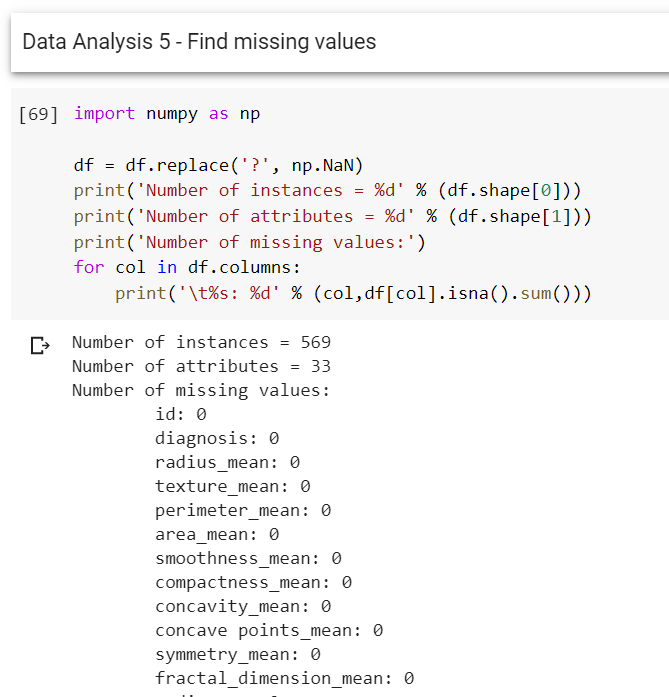 Data Analysis 5 - Find missing values
[69] import numpy as np
df = df.replace('?', np.NaN)
print('Number of instances = %d' % (df.shape[0]))
print('Number of attributes = %d' % (df.shape[1]))
print('Number of missing values:')
for col in df.columns:
    print('\t%s: %d' % (col,df[col].isna().sum()))
Number of instances = 569
Number of attributes = 33
Number of missing values:
        id: 0
        diagnosis: 0
        radius_mean: 0
        texture_mean: 0
        perimeter_mean: 0
        area_mean: 0
        smoothness_mean: 0
        compactness_mean: 0
        concavity_mean: 0
        concave points_mean: 0
        symmetry_mean: 0
        fractal_dimension_mean: 0